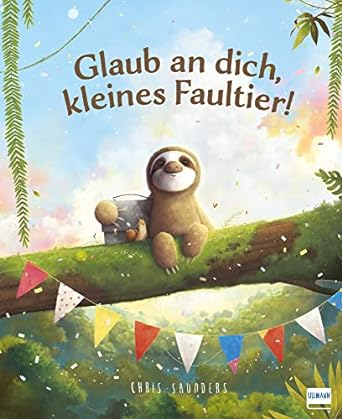 Glaub an dich,
kleines Faultier!
CHRIS SAUNDERS
ULLMANN